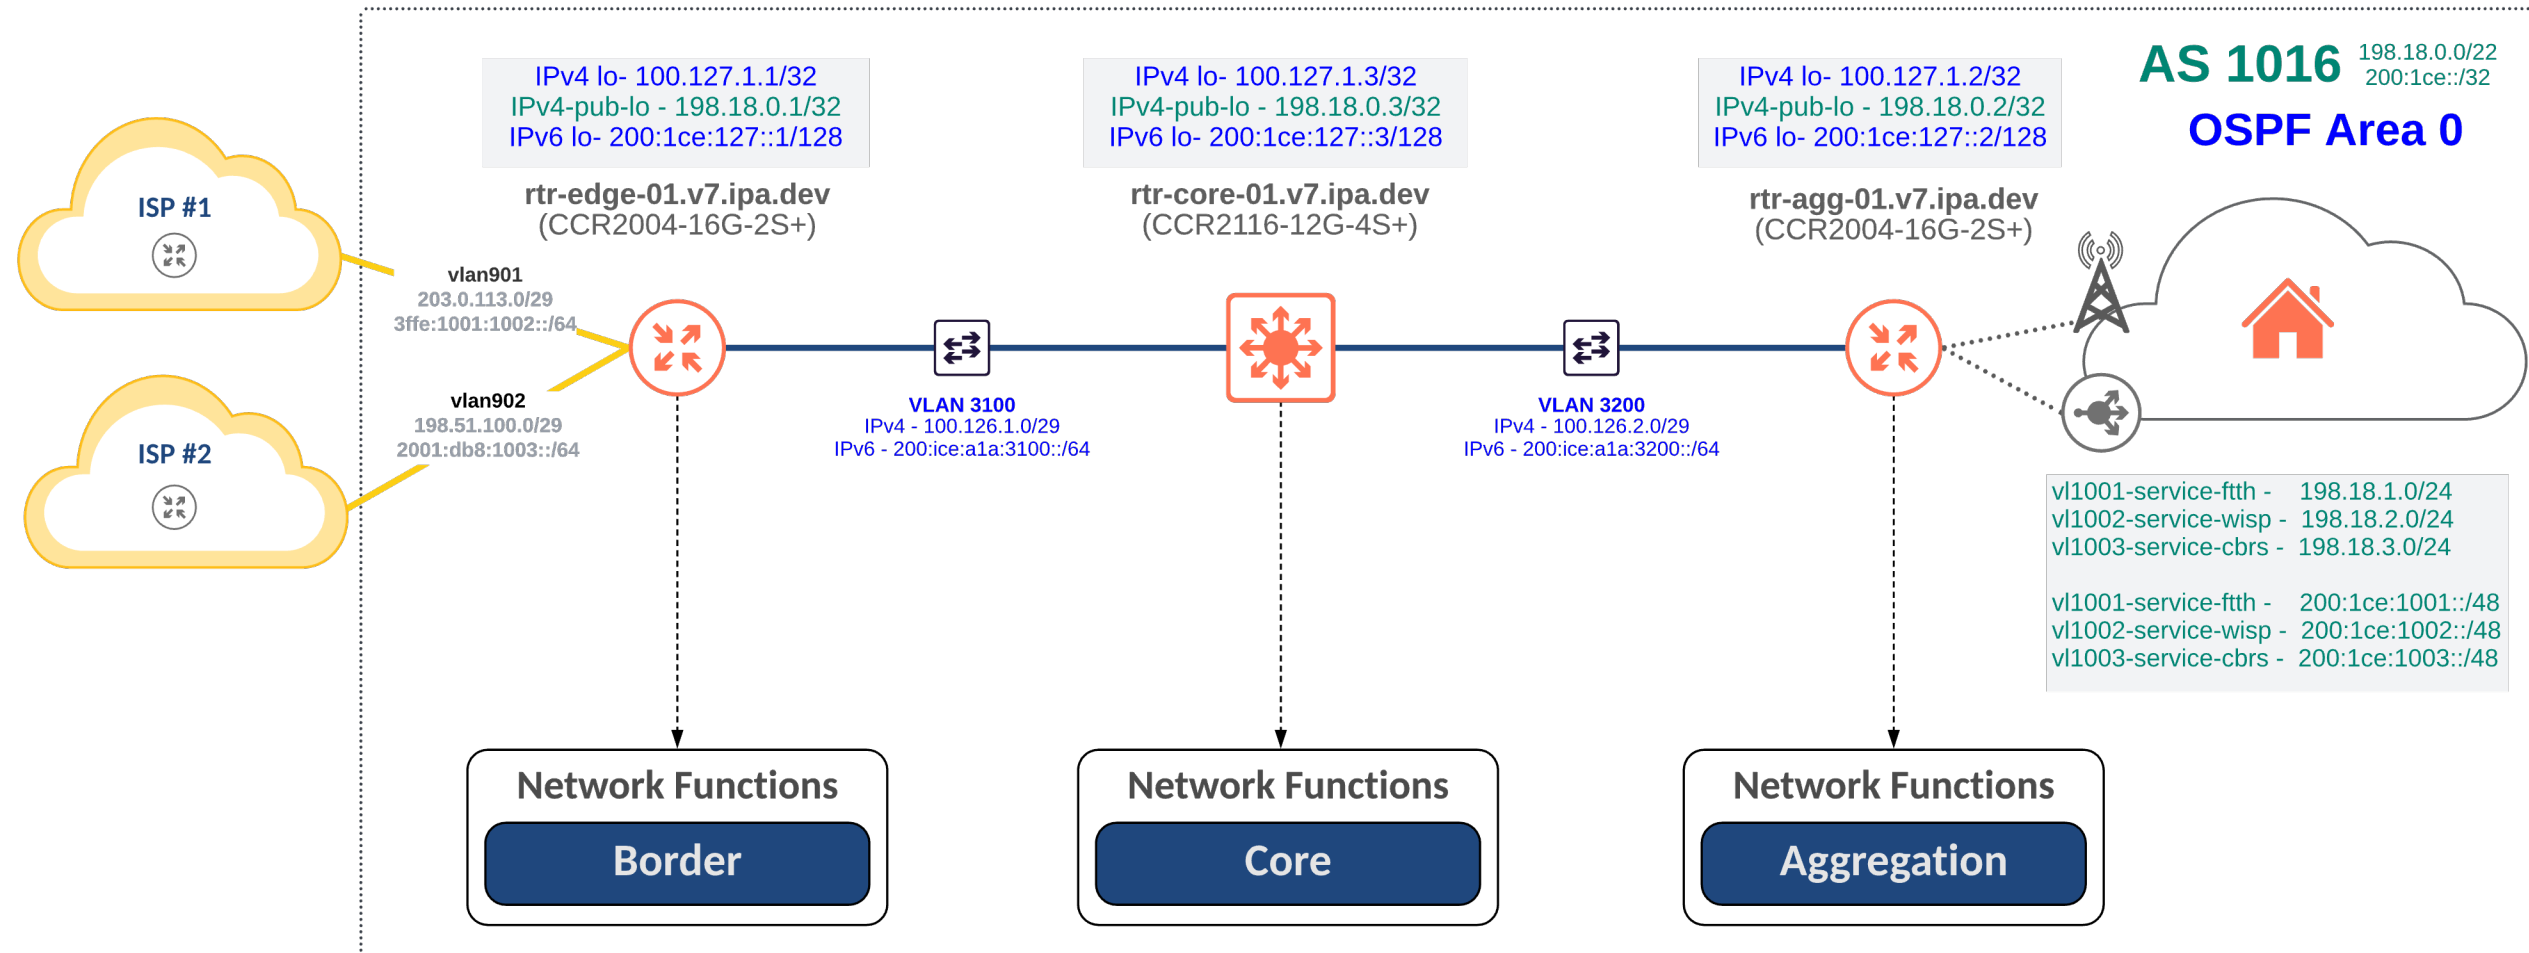 IPv4 lo- 100.127.1.1/32
IPv4-pub-lo - 198.18.0.1/32
IPv6 lo- 200:1ce:127::1/128
rtr-edge-01.v7.ipa.dev
(CCR2004-16G-2S+)
IPv4 lo- 100.127.1.3/32
IPv4-pub-lo - 198.18.0.3/32
IPv6 lo- 200:1ce:127::3/128
rtr-core-01.v7.ipa.dev
(CCR2116-12G-4S+)
IPv4 lo- 100.127.1.2/32
IPv4-pub-lo - 198.18.0.2/32
IPv6 lo- 200:1ce:127::2/128
rtr-agg-01.v7.ipa.dev
(CCR2004-16G-2S+)
AS 1016
198.18.0.0/22
200:1ce::/32
OSPF Area 0
ISP #1
vlan901
203.0.113.0/29
3ffe:1001:1002::/64
ISP #2
vlan902
198.51.100.0/29
2001:db8:1003::/64
VLAN 3100
IPv4 - 100.126.1.0/29
IPv6 - 200:ice:a1a:3100::/64
VLAN 3200
IPv4 - 100.126.2.0/29
IPv6 - 200:ice:a1a:3200::/64
vl1001-service-ftth - 198.18.1.0/24
vl1002-service-wisp - 198.18.2.0/24
vl1003-service-cbrs - 198.18.3.0/24
vl1001-service-ftth - 200:1ce:1001::/48
vl1002-service-wisp - 200:1ce:1002::/48
vl1003-service-cbrs - 200:1ce:1003::/48
Network Functions
Border
Network Functions
Core
Network Functions
Aggregation